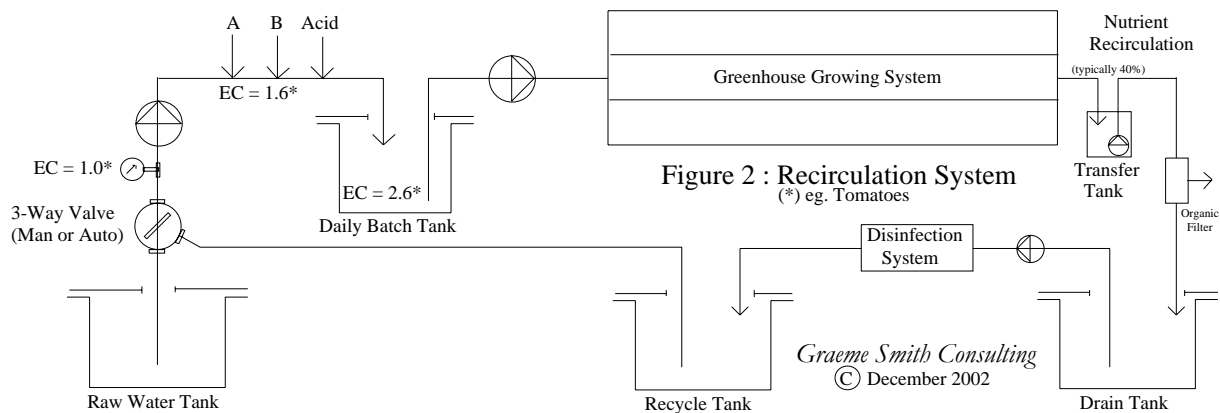 A
B
Acid
EC = 1.6*
EC = 1.0*
3-Way Valve
(Man or Auto)
EC = 2.6*
Daily Batch Tank
Raw Water Tank
Greenhouse Growing System
Nutrient
Recirculation
(typically 40%)
Transfer
Tank
Organic
Filter
Figure 2 : Recirculation System
(*) eg. Tomatoes
Disinfection
System
Recycle Tank
Drain Tank
Graeme Smith Consulting
© December 2002